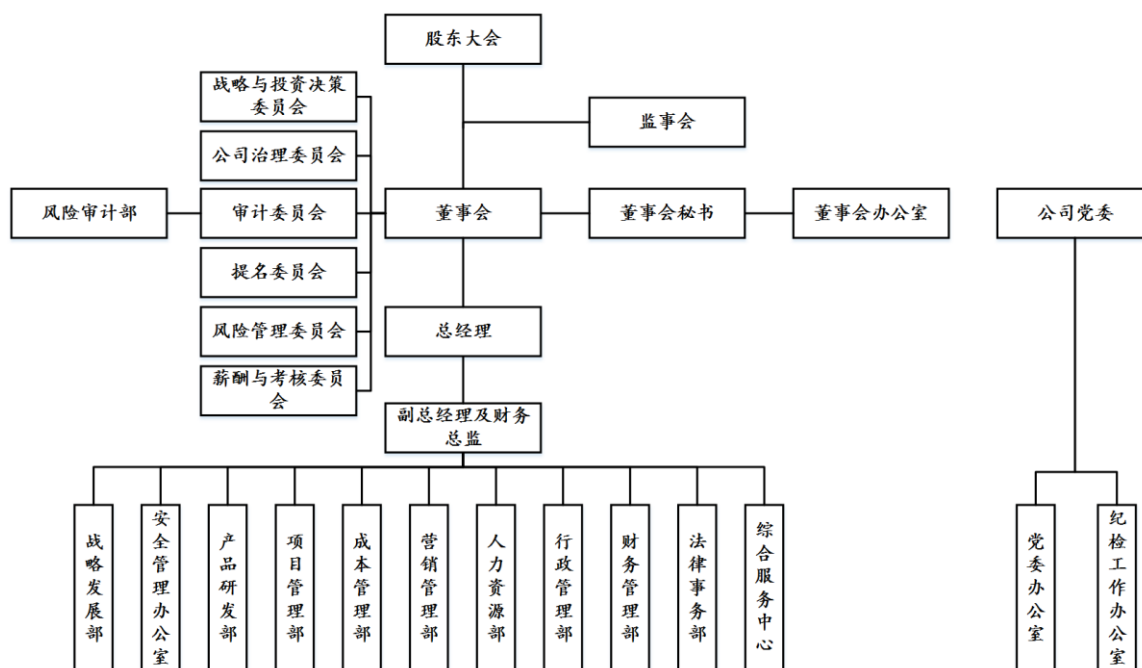 股东大会
战略与投资决策
委员会
监事会
公司治理委员会
风险审计部
审计委员会
董事会
董事会秘书
董事会办公室
公司党委
提名委员会
风险管理委员会
总经理
薪酬与考核委员
会
副总经理及财务
总监
战略发展部
安全管理办公室
产品研发部
项目管理部
成本管理部
营销管理部
人力资源部
行政管理部
财务管理部
法律事务部
综合服务中心
党委办公室
纪检工作办公室